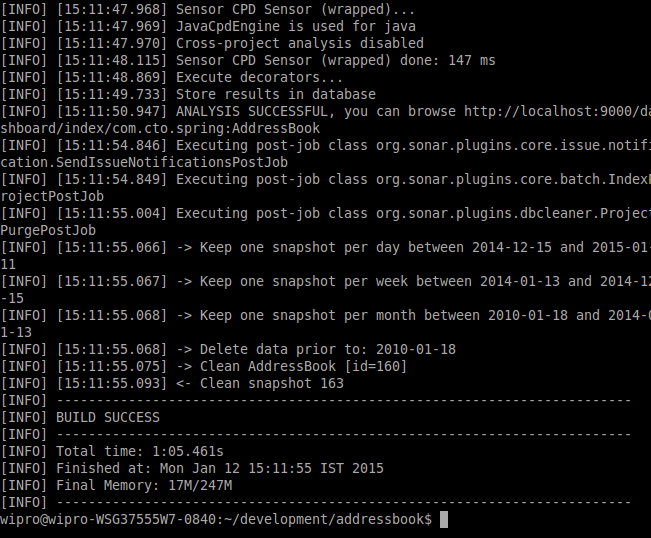 [INFO] [15:11:47.968] Sensor CPD Sensor (wrapped)...
[INFO] [15:11:47.969] JavaCpdEngine is used for java
[INFO] [15:11:47.970] Cross-project analysis disabled
[INFO] [15:11:48.115] Sensor CPD Sensor (wrapped) done: 147 ms
[INFO] [15:11:48.869] Execute decorators...
[INFO] [15:11:49.733] Store results in database
[INFO] [15:11:50.947] ANALYSIS SUCCESSFUL, you can browse http://localhost:9000/da
shboard/index/com.cto.spring:AddressBook
[INFO] [15:11:54.846] Executing post-job class org.sonar.plugins.core.issue.notifi
cation.SendIssueNotificationsPostJob
[INFO] [15:11:54.849] Executing post-job class org.sonar.plugins.core.batch.IndexP
rojectPostJob
[INFO] [15:11:55.004] Executing post-job class org.sonar.plugins.dbcleaner.Project
PurgePostJob
[INFO] [15:11:55.066] -> Keep one snapshot per day between 2014-12-15 and 2015-01-
11
[INFO] [15:11:55.067] -> Keep one snapshot per week between 2014-01-13 and 2014-12
-15
[INFO] [15:11:55.068] -> Keep one snapshot per month between 2010-01-18 and 2014-0
1-13
[INFO] [15:11:55.068] -> Delete data prior to: 2010-01-18
[INFO] [15:11:55.075] -> Clean AddressBook [id=160]
[INFO] [15:11:55.093] <- Clean snapshot 163
[INFO] ------------------------------------------------------------------------
[INFO] BUILD SUCCESS
[INFO] ------------------------------------------------------------------------
[INFO] Total time: 1:05.461s
[INFO] Finished at: Mon Jan 12 15:11:55 IST 2015
[INFO] Final Memory: 17M/247M
[INFO] ------------------------------------------------------------------------
wipro@wipro-WSG37555W7-0840:~/development/addressbook$